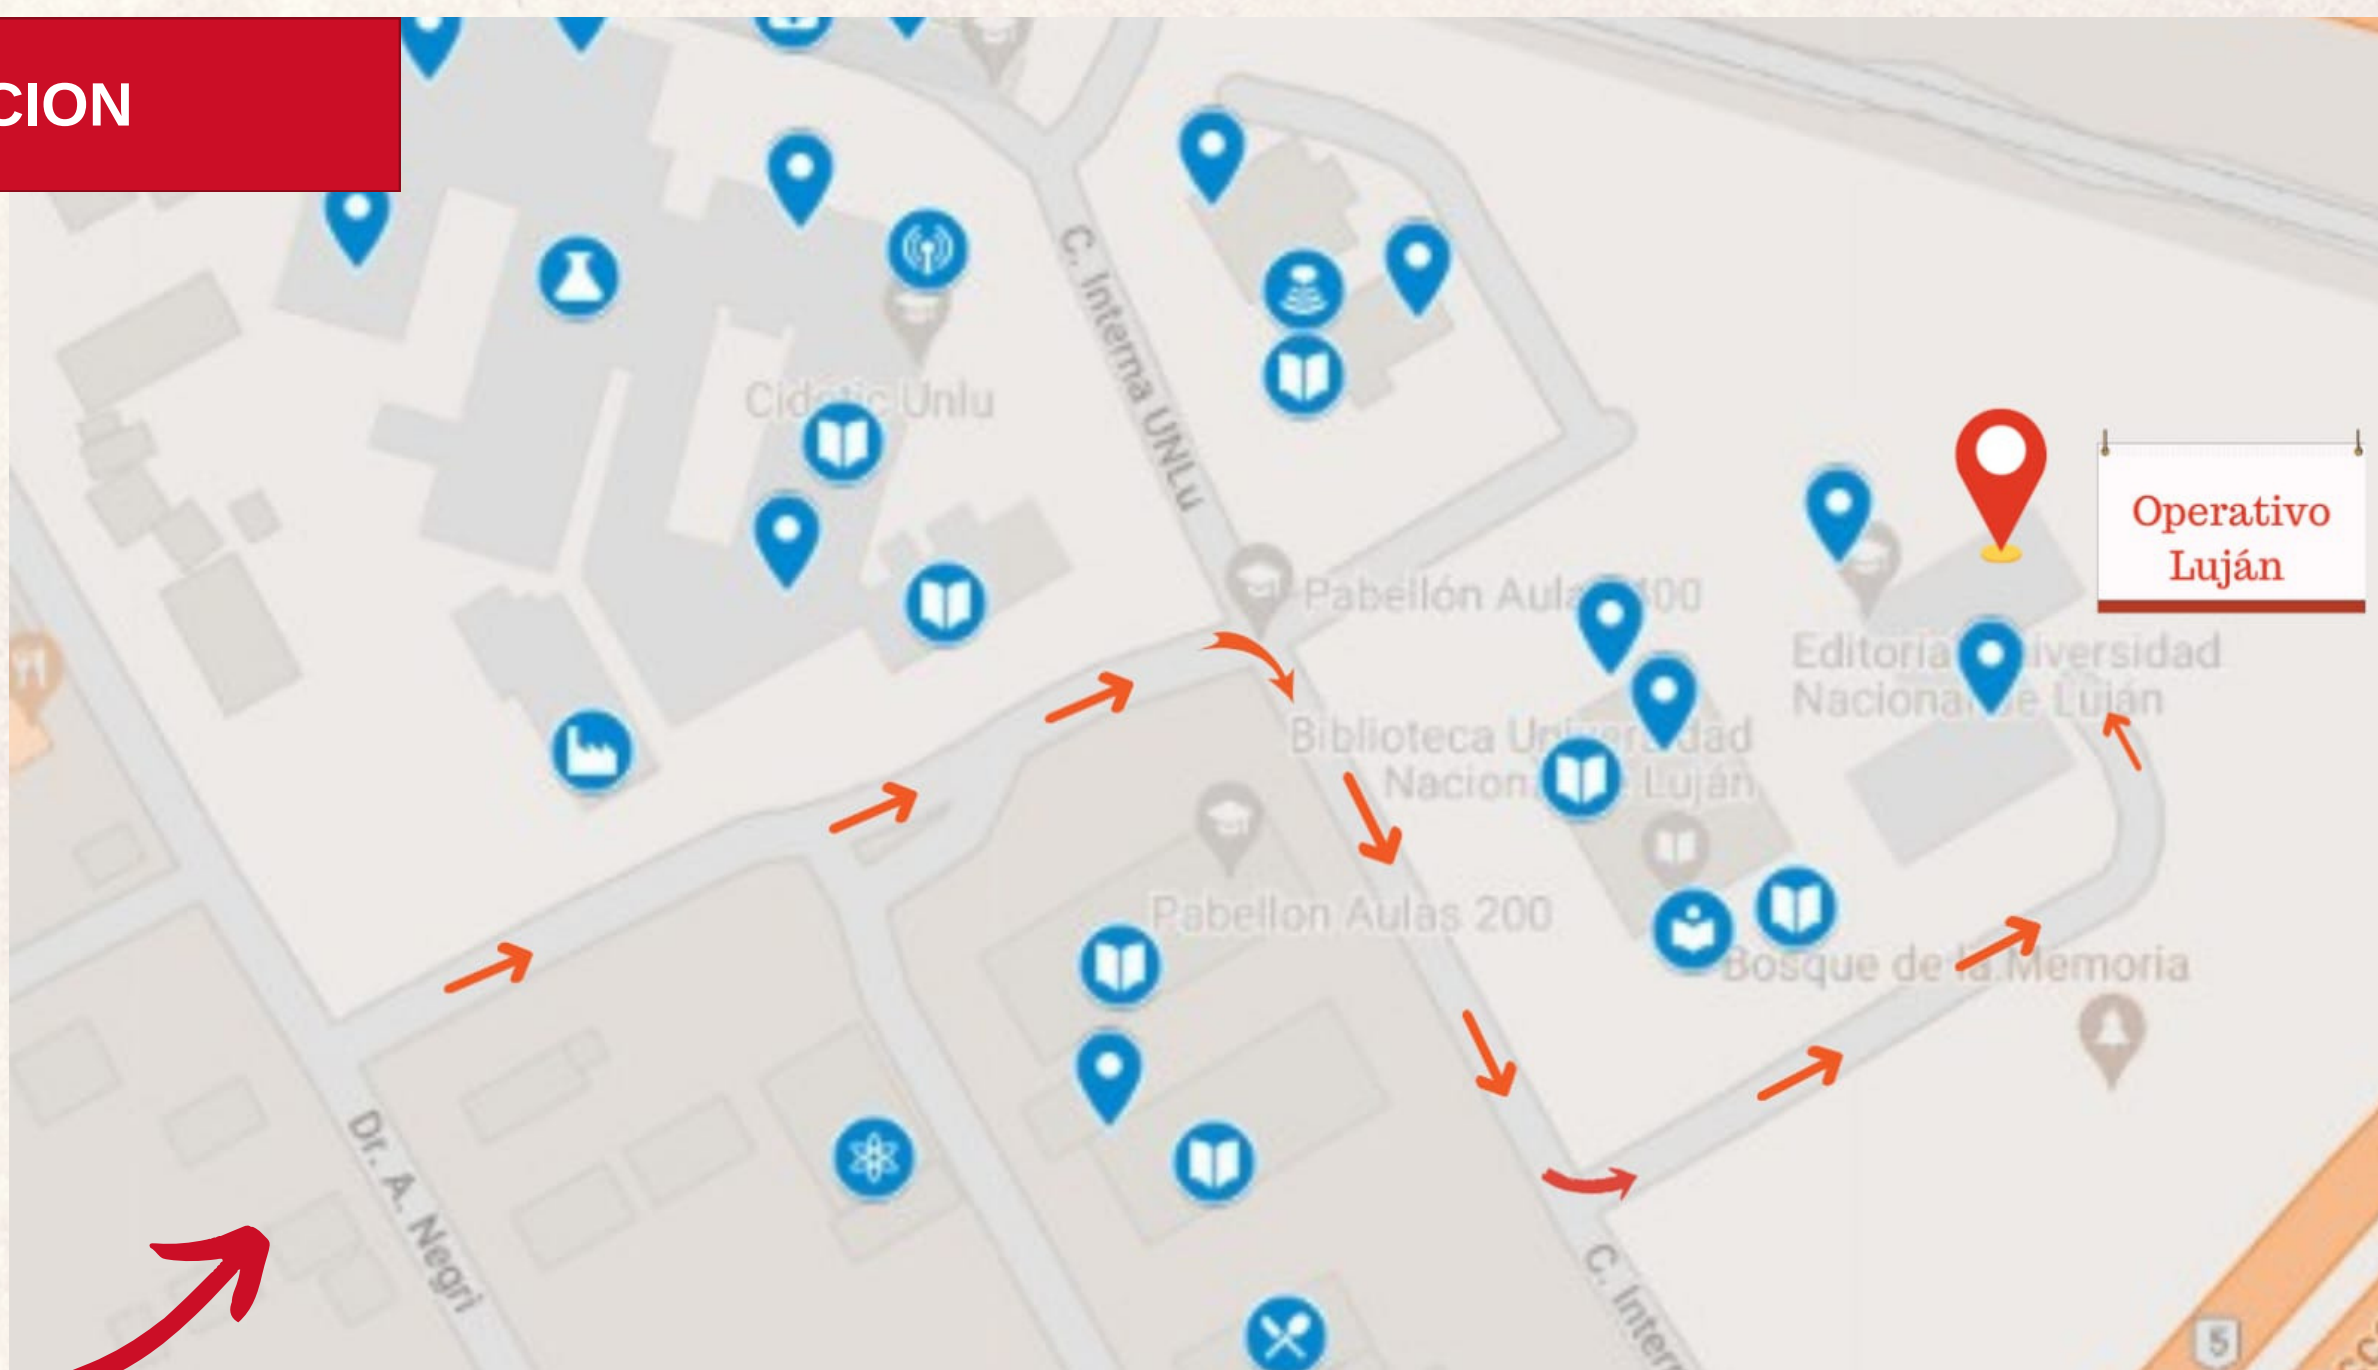 CION
C. Interna UNLu
Cidetic Unlu
Operativo
Luján
Pabellón Aulas 400
Editorial Universidad
Nacional de Luján
Biblioteca Universidad
Nacional de Luján
Pabellon Aulas 200
Bosque de la Memoria
Dr. A. Negri
C. Intern
5